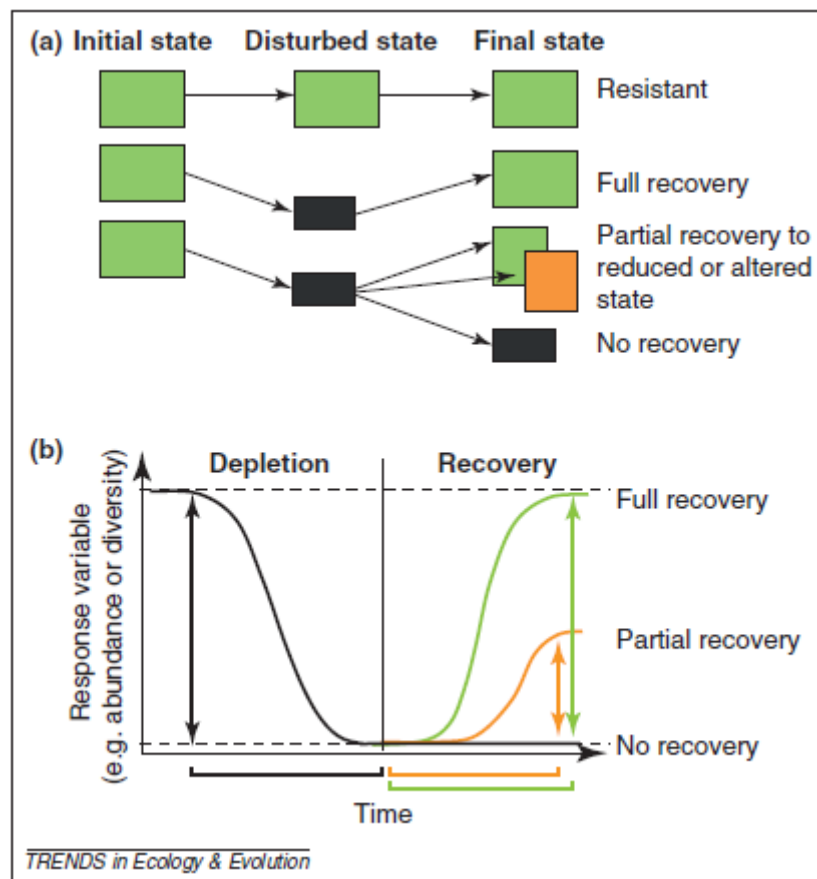 (a) Initial state Disturbed state Final state
Resistant
Full recovery
Partial recovery to
reduced or altered
state
No recovery
(b)
Depletion Recovery
Response variable
(e.g. abundance or diversity)
Full recovery
Partial recovery
No recovery
Time
TRENDS in Ecology & Evolution